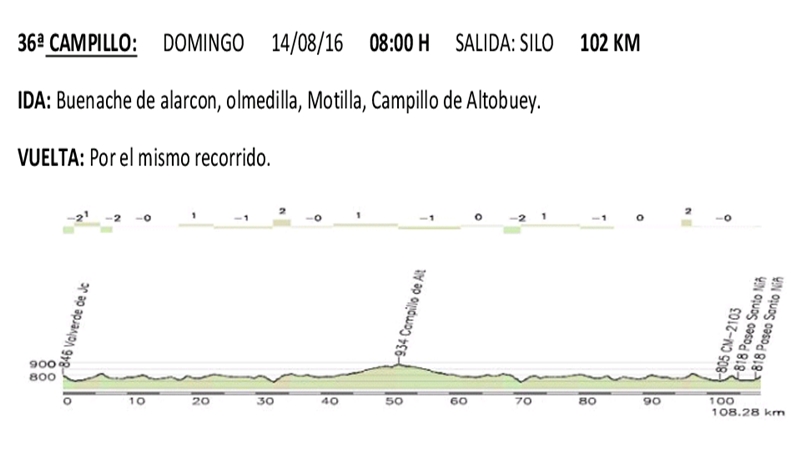 36ª CAMPILLO: DOMINGO 14/08/16 08:00 H SALIDA: SILO 102 KM
IDA: Buenache de alarcon, olmedilla, Motilla, Campillo de Altobuey.
VUELTA: Por el mismo recorrido.
-2 1 -2 -0 1 -1 2 -0 1 -1 0 -2 1 -1 0 2 -0
846 Valverde de Jc
934 Campillo de Alt
805 CM-2103
818 Paseo Santo Niñ
818 Paseo Santo Niñ
900
800
0 10 20 30 40 50 60 70 80 90 100
108.28 km